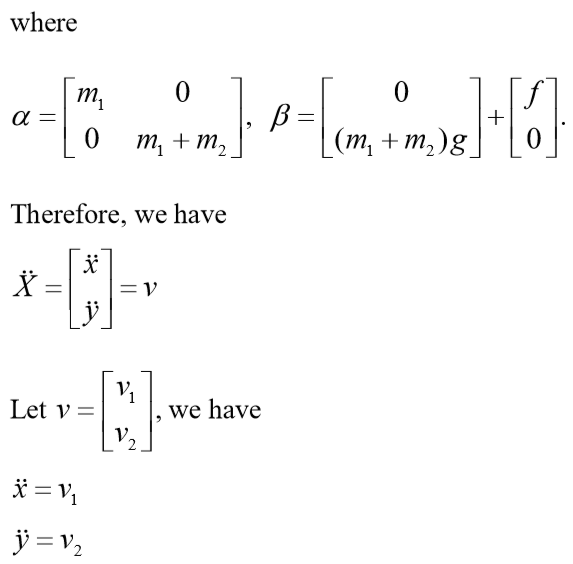 where
α = [m₁ 0; 0 m₁ + m₂], β = [0; (m₁ + m₂)g] + [f; 0].
Therefore, we have
Ẍ = [ẍ; ÿ] = v
Let v = [v₁; v₂], we have
ẍ = v₁
ÿ = v₂